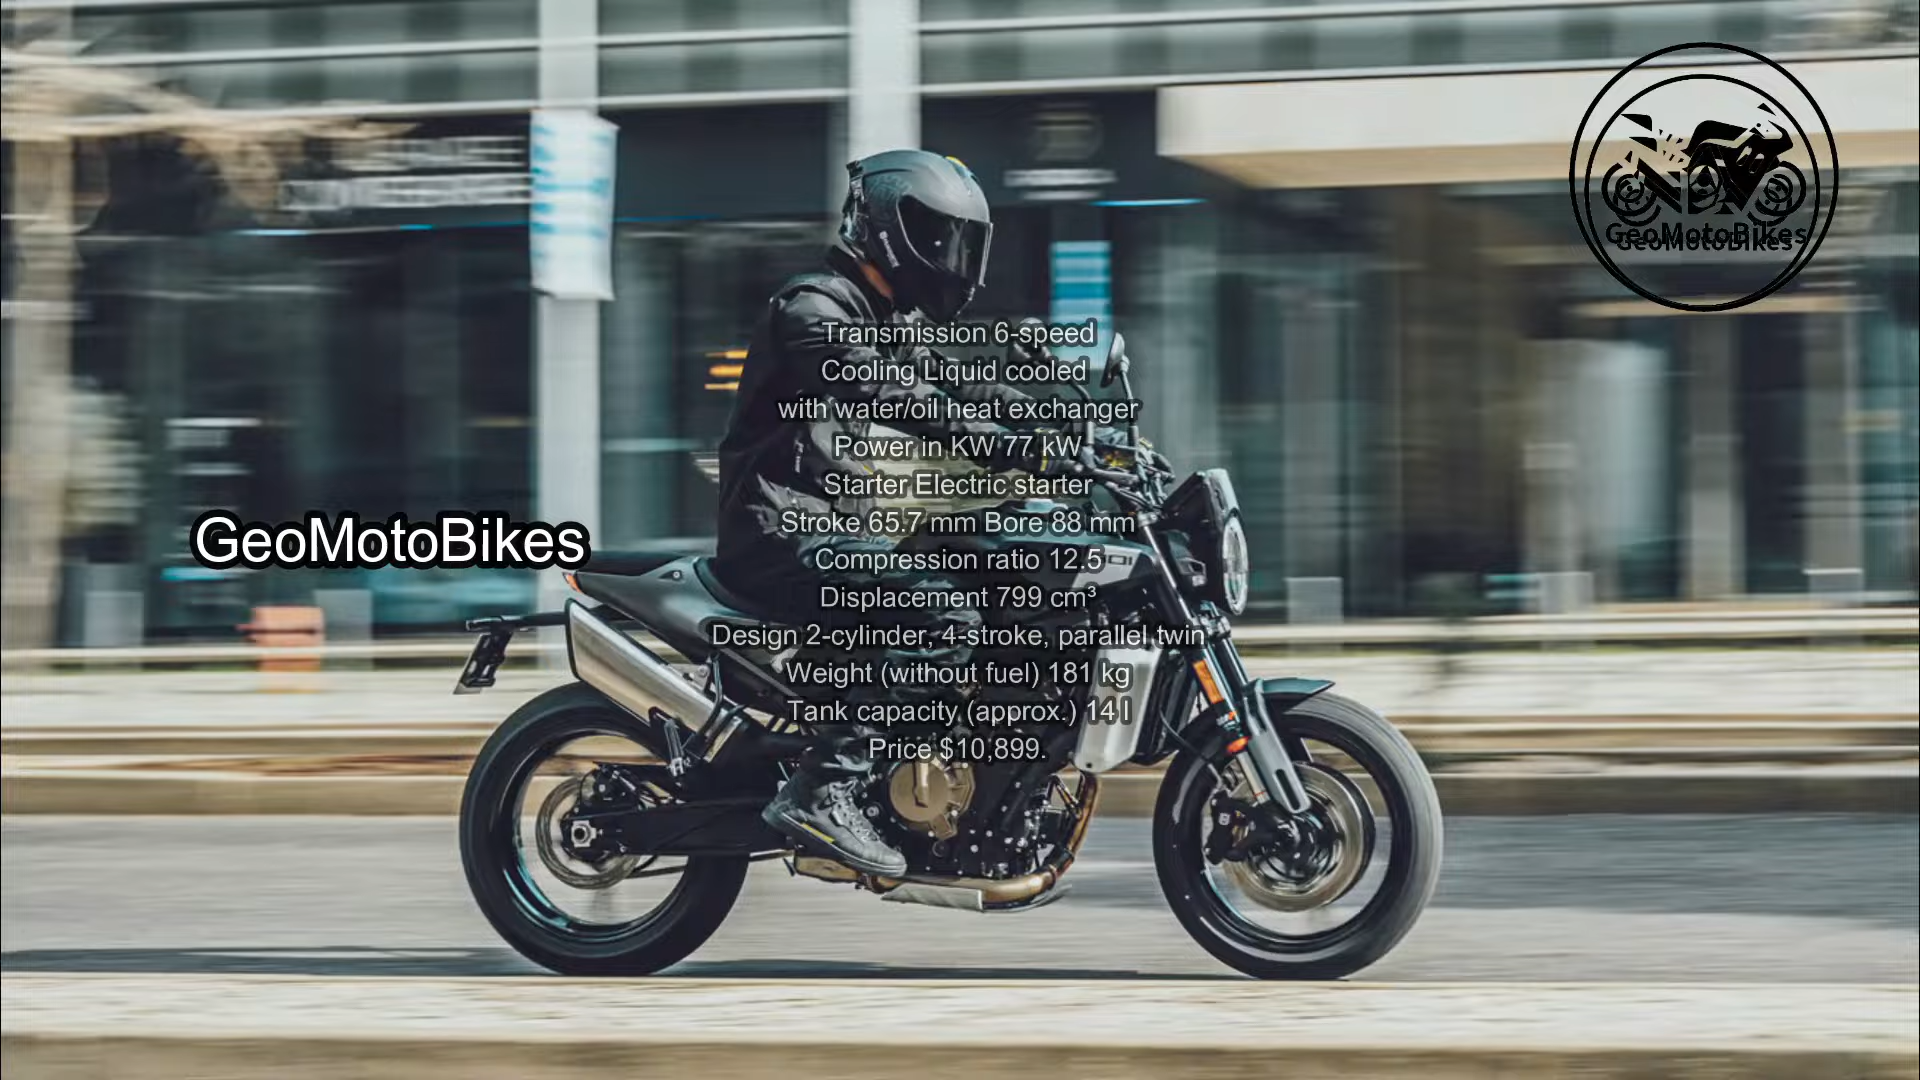 GeoMotoBikes
GeoMotoBikes
Transmission 6-speed
Cooling Liquid cooled
with water/oil heat exchanger
Power in KW 77 kW
Starter Electric starter
Stroke 65.7 mm Bore 88 mm
Compression ratio 12.5
Displacement 799 cm³
Design 2-cylinder, 4-stroke, parallel twin
Weight (without fuel) 181 kg
Tank capacity (approx.) 14 l
Price $10,899.
GeoMotoBikes
801